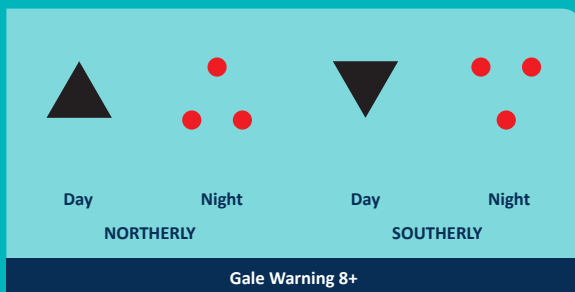 Day Night Day Night
NORTHERLY SOUTHERLY
Gale Warning 8+